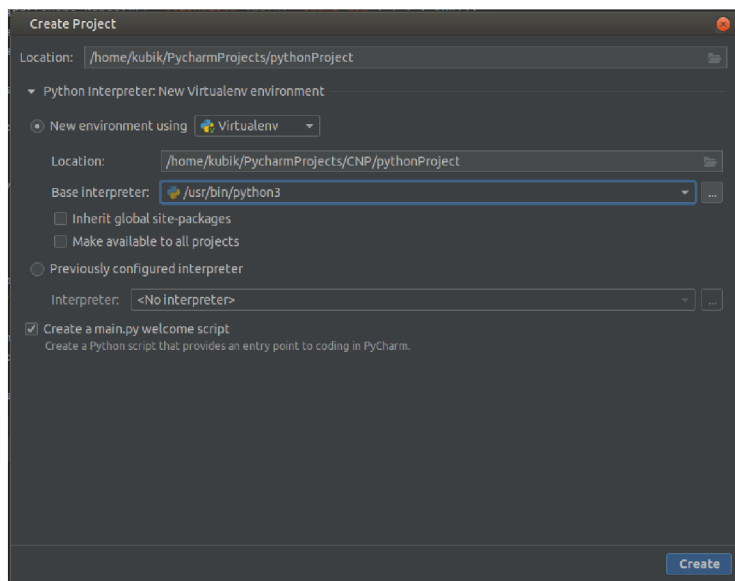 Create Project
Location: /home/kubik/PycharmProjects/pythonProject
Python Interpreter: New Virtualenv environment
New environment using Virtualenv
Location: /home/kubik/PycharmProjects/CNP/pythonProject
Base interpreter: /usr/bin/python3 ...
Inherit global site-packages
Make available to all projects
Previously configured interpreter
Interpreter: <No interpreter> ...
Create a main.py welcome script
Create a Python script that provides an entry point to coding in PyCharm.
Create